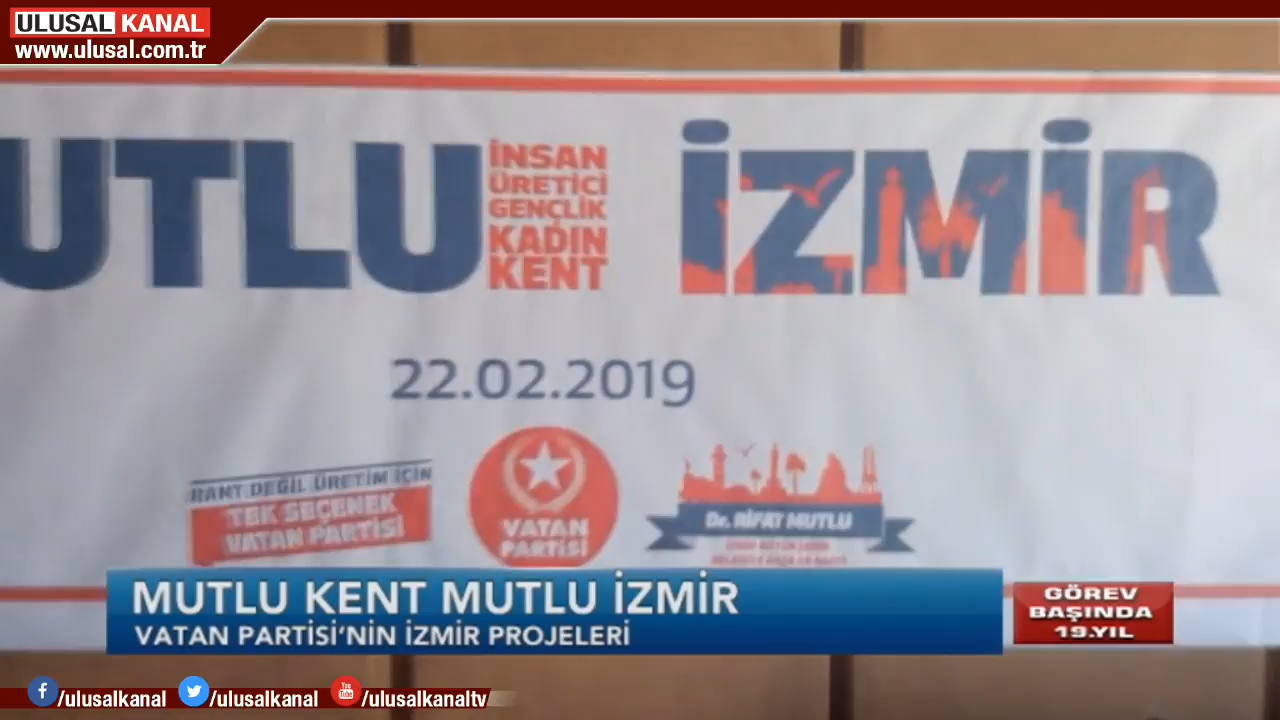 ULUSAL KANAL
www.ulusal.com.tr
UTLU
İNSAN
ÜRETİCİ
GENÇLİK
KADIN
KENT
İZMİR
22.02.2019
RANT DEĞİL ÜRETİM İÇİN
TEK SEÇENEK
VATAN PARTİSİ
VATAN
PARTİSİ
Dr. RİFAT MUTLU
MUTLU KENT MUTLU İZMİR
VATAN PARTİSİ'NİN İZMİR PROJELERİ
GÖREV
BAŞINDA
19.YIL
/ulusalkanal
/ulusalkanal
You Tube
/ulusalkanaltv